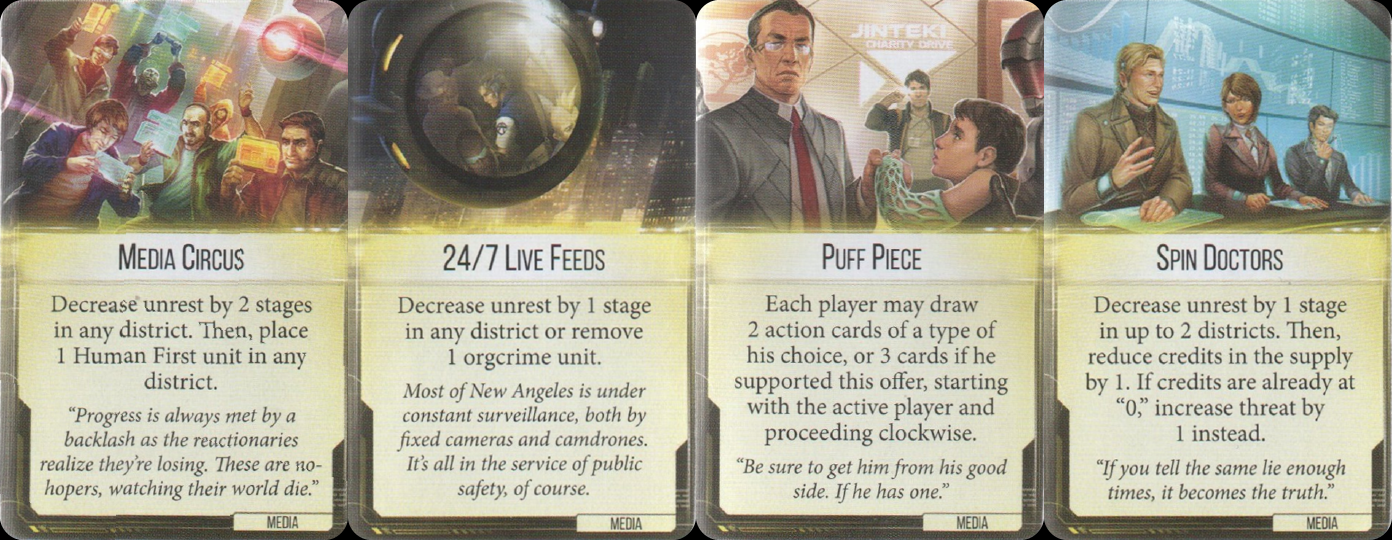 MEDIA CIRCUS
Decrease unrest by 2 stages
in any district. Then, place
1 Human First unit in any
district.
“Progress is always met by a
backlash as the reactionaries
realize they’re losing. These are no-
hopers, watching their world die.”
MEDIA
24/7 LIVE FEEDS
Decrease unrest by 1 stage
in any district or remove
1 orgcrime unit.
Most of New Angeles is under
constant surveillance, both by
fixed cameras and camdrones.
It’s all in the service of public
safety, of course.
MEDIA
JINTEKI
CHARITY DRIVE
PUFF PIECE
Each player may draw
2 action cards of a type of
his choice, or 3 cards if he
supported this offer, starting
with the active player and
proceeding clockwise.
“Be sure to get him from his good
side. If he has one.”
MEDIA
SPIN DOCTORS
Decrease unrest by 1 stage
in up to 2 districts. Then,
reduce credits in the supply
by 1. If credits are already at
“0,” increase threat by
1 instead.
“If you tell the same lie enough
times, it becomes the truth.”
MEDIA